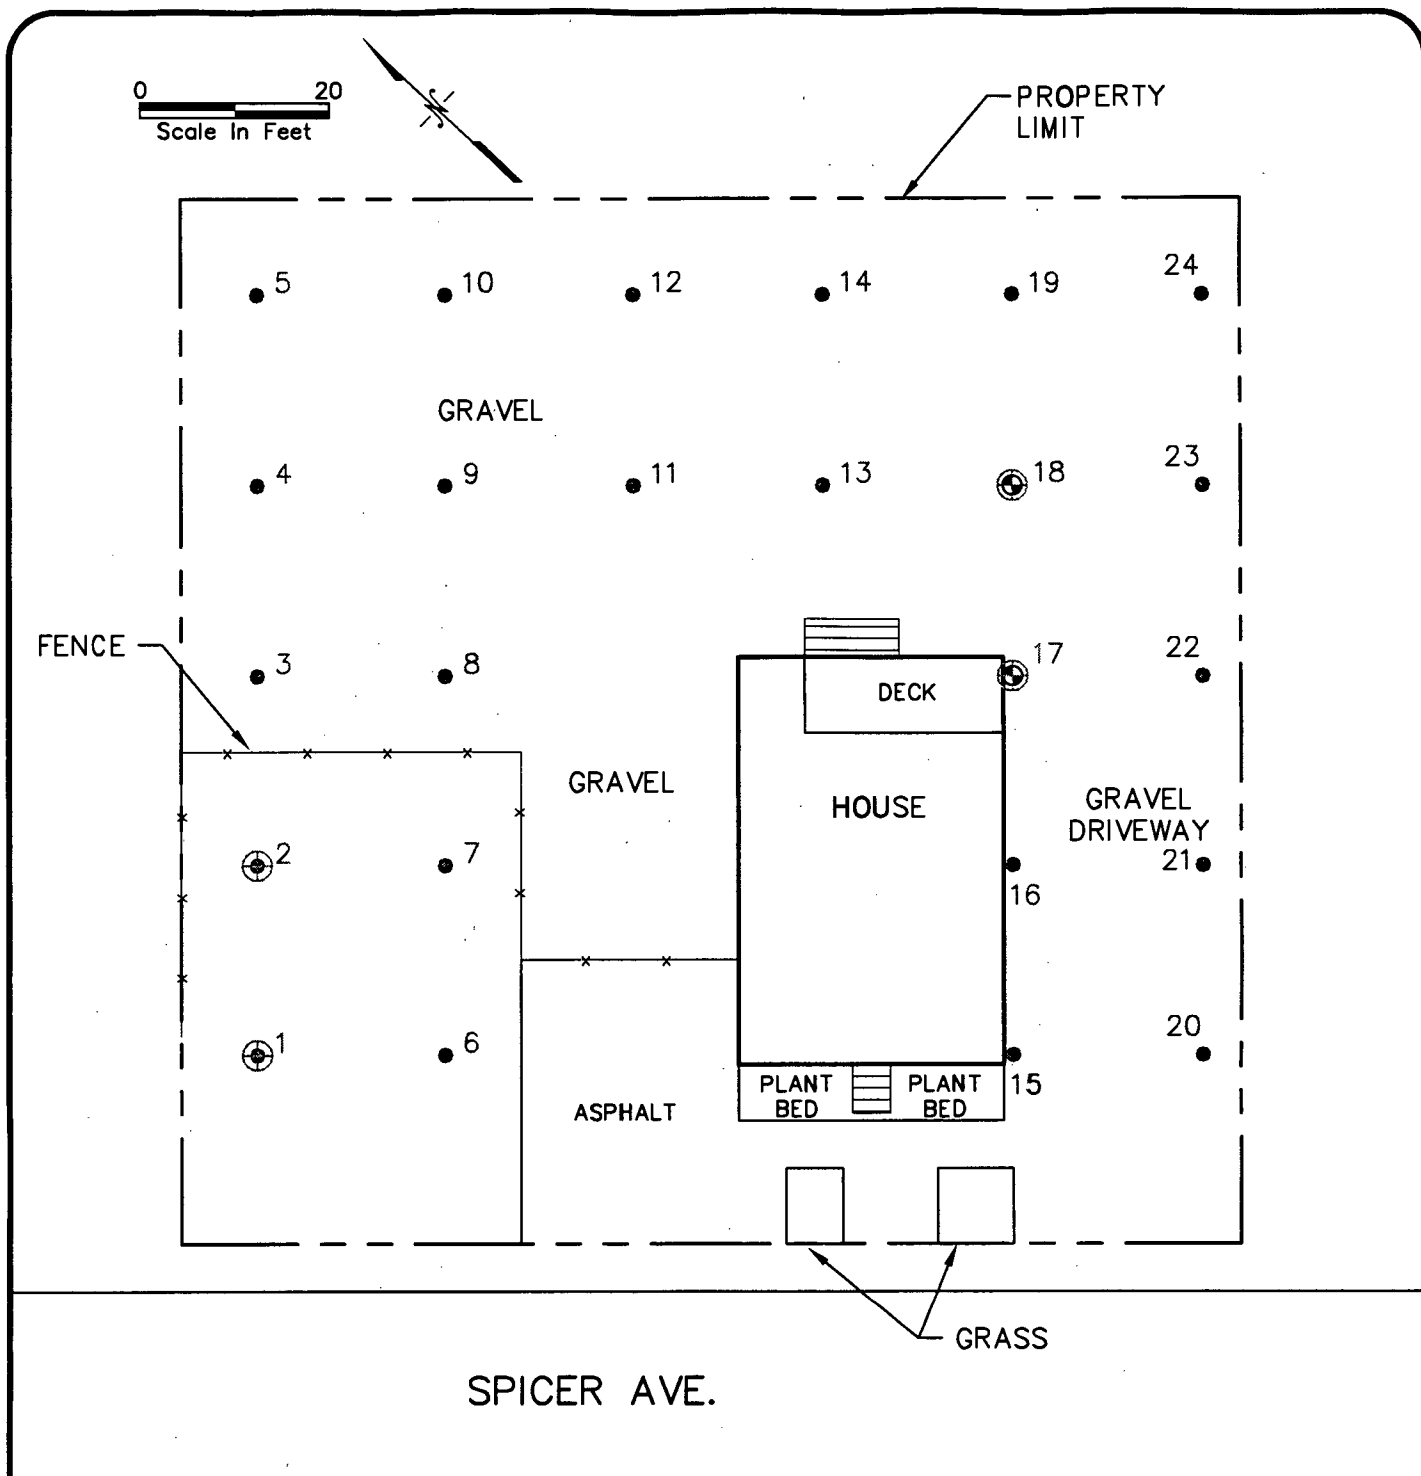 0 20
Scale In Feet
N
PROPERTY
LIMIT
5 10 12 14 19 24
GRAVEL
4 9 11 13 18 23
FENCE
3 8 17 22
DECK
GRAVEL
HOUSE
GRAVEL
DRIVEWAY
2 7 16 21
1 6 15 20
PLANT
BED
PLANT
BED
ASPHALT
GRASS
SPICER AVE.